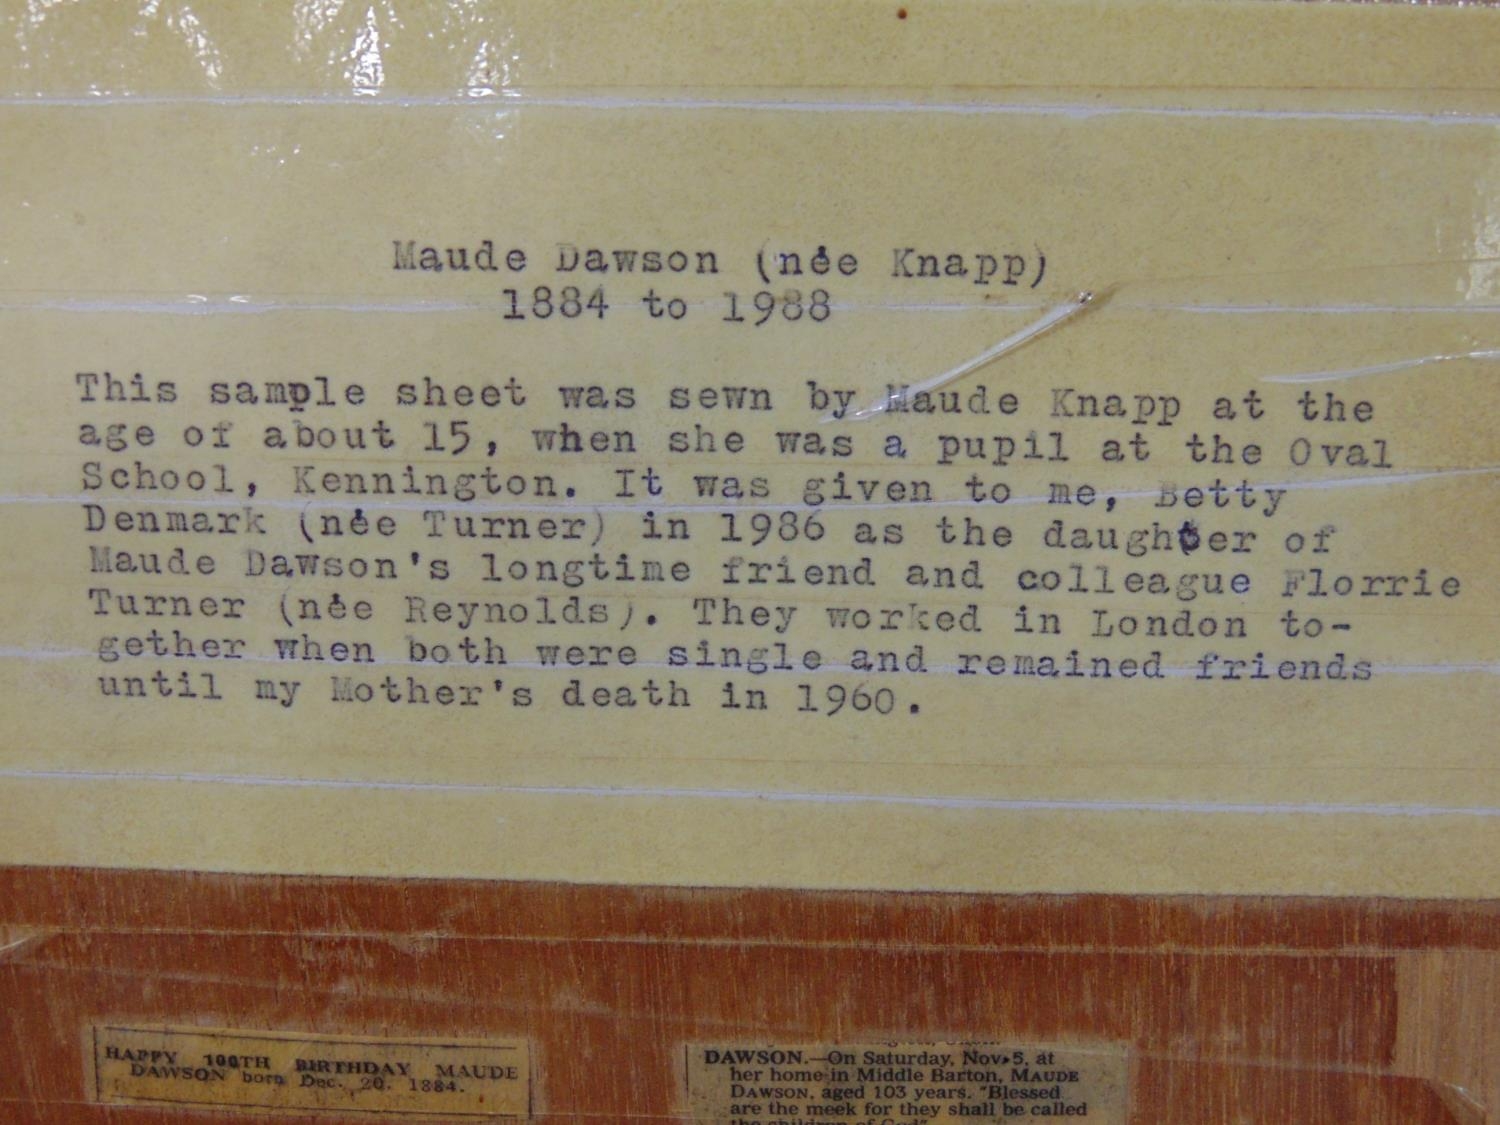 Maude Dawson (née Knapp)
1884 to 1988
This sample sheet was sewn by Maude Knapp at the
age of about 15, when she was a pupil at the Oval
School, Kennington. It was given to me, Betty
Denmark (née Turner) in 1986 as the daughter of
Maude Dawson's longtime friend and colleague Florrie
Turner (née Reynolds). They worked in London to-
gether when both were single and remained friends
until my Mother's death in 1960.
HAPPY 100TH BIRTHDAY MAUDE
DAWSON born Dec. 20. 1884.
DAWSON.—On Saturday, Nov. 5, at
her home in Middle Barton, MAUDE
DAWSON, aged 103 years. "Blessed
are the meek for they shall be called
the children of God"